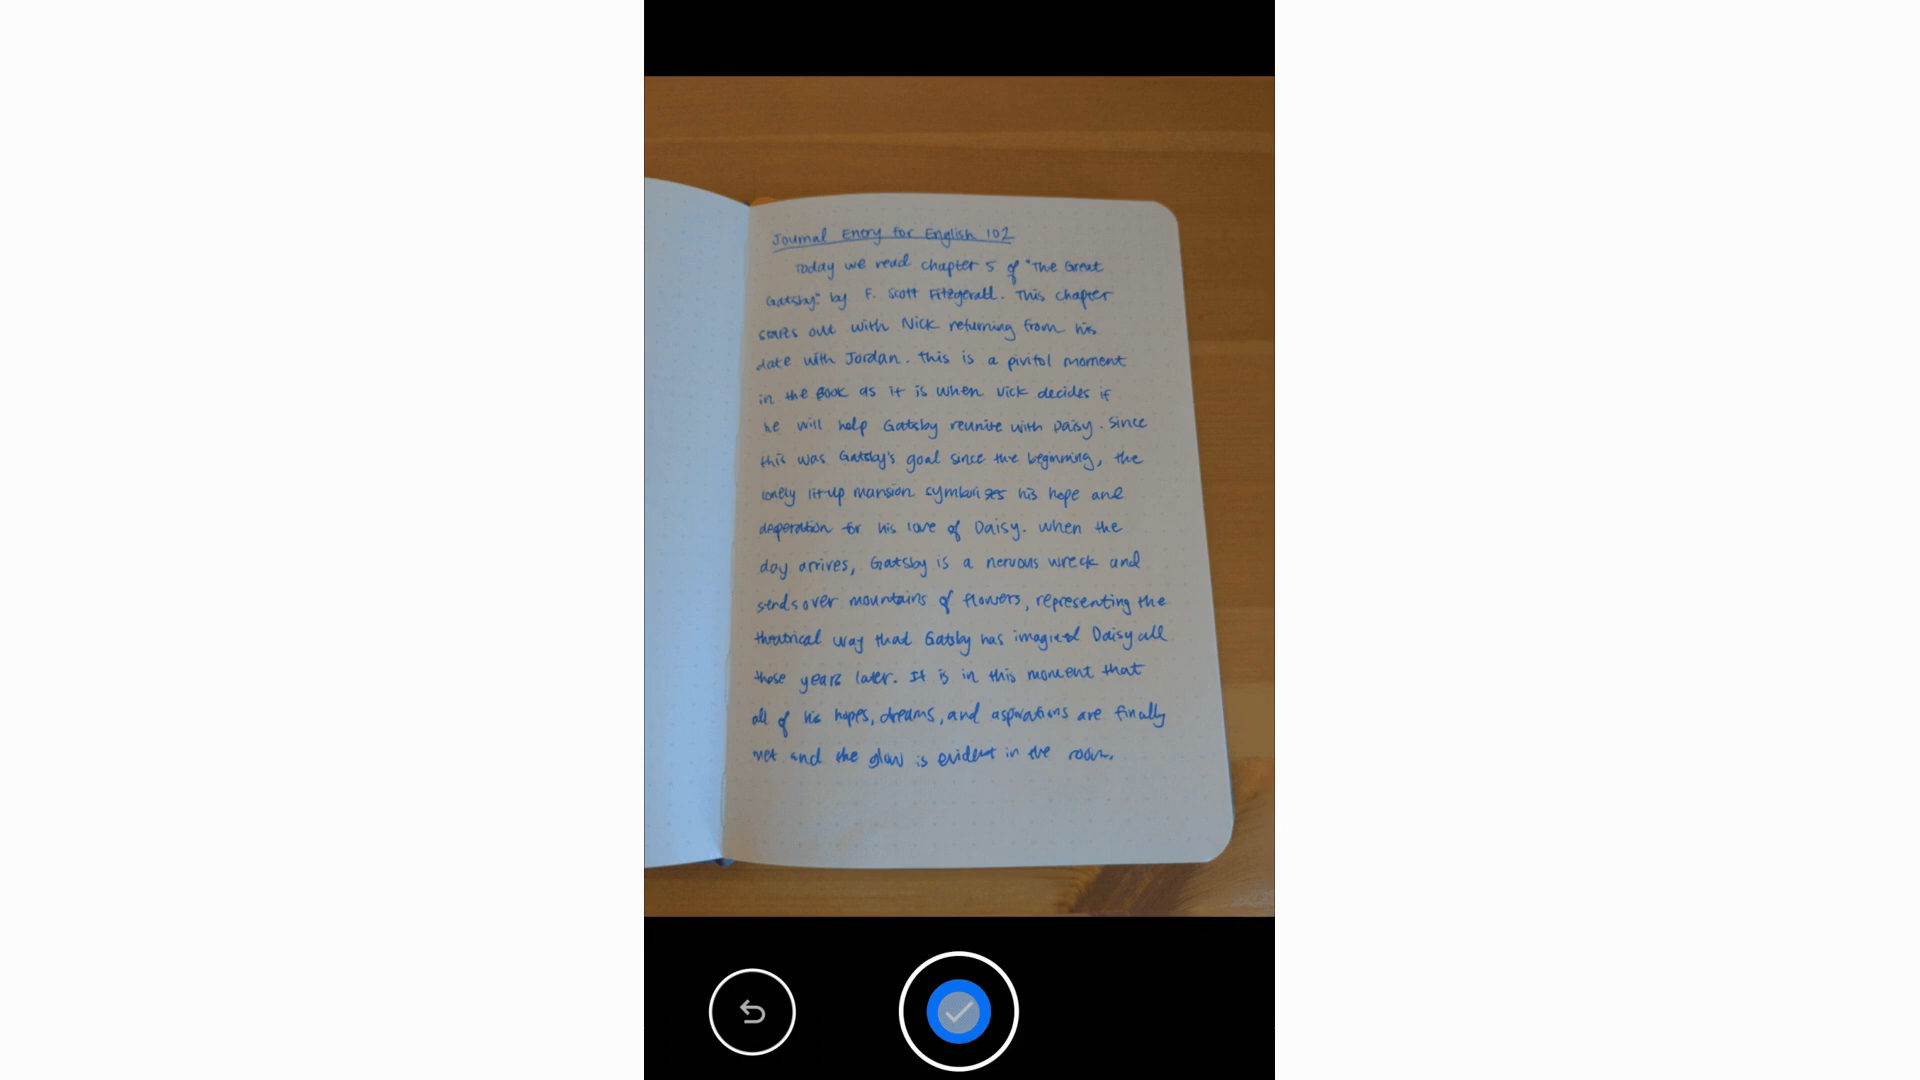 Journal Entry for English 102
Today we read chapter 5 of "The Great
Gatsby" by F. Scott Fitzgerald. This chapter
starts out with Nick returning from his
date with Jordan. This is a pivitol moment
in the Book as it is when Nick decides if
he will help Gatsby reunite with Daisy. Since
this was Gatsby's goal since the beginning, the
lonely lit up mansion symbolizes his hope and
desperation for his love of Daisy. When the
day arrives, Gatsby is a nervous wreck and
sends over mountains of flowers, representing the
theatrical way that Gatsby has imagined Daisy all
those years later. It is in this moment that
all of his hopes, dreams, and aspirations are finally
met and the glow is evident in the room.